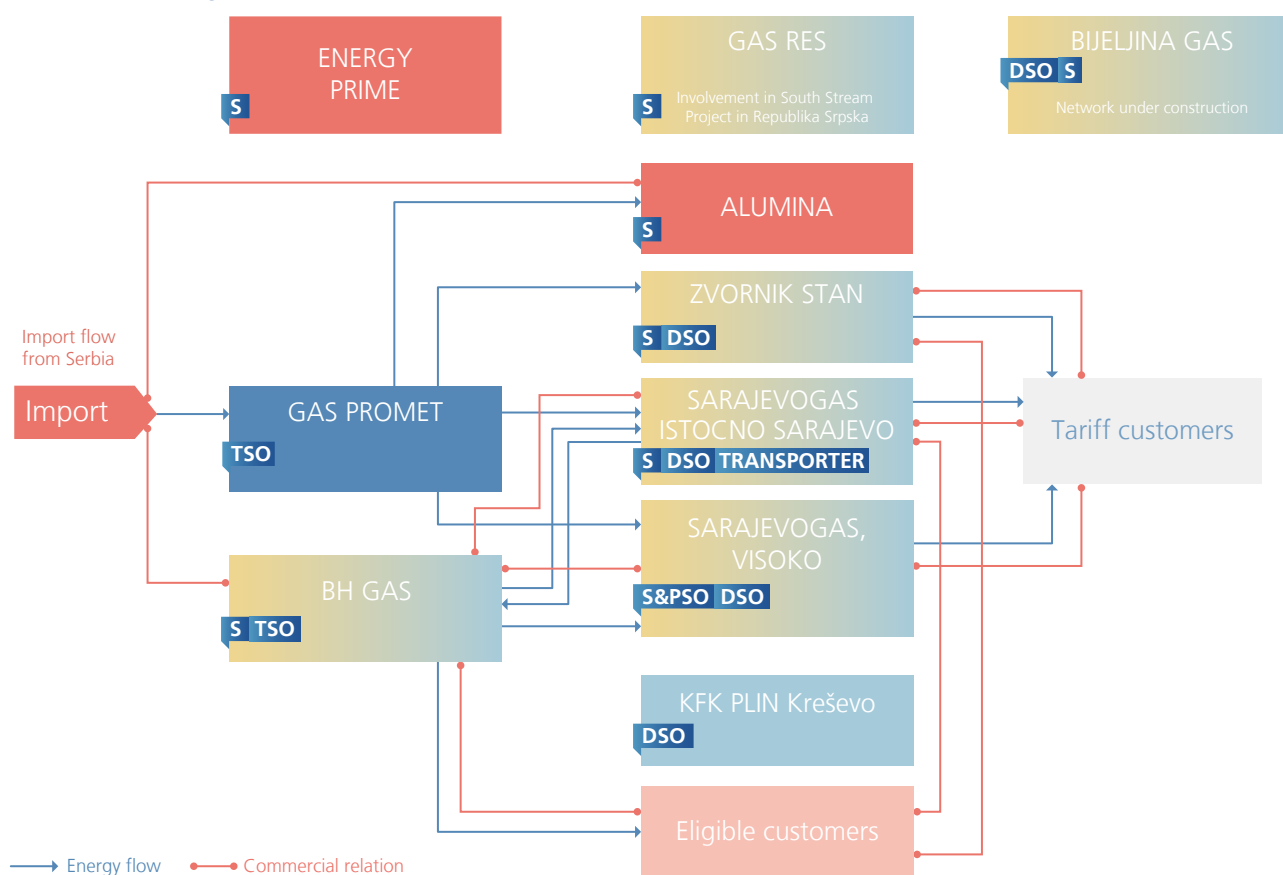 ENERGY
PRIME
S
GAS RES
Involvement in South Stream
Project in Republika Srpska
S
BIJELJINA GAS
DSO S
Network under construction
ALUMINA
S
ZVORNIK STAN
S DSO
Import flow
from Serbia
Import
GAS PROMET
TSO
SARAJEVOGAS
ISTOCNO SARAJEVO
S DSO TRANSPORTER
Tariff customers
SARAJEVOGAS,
VISOKO
S&PSO DSO
BH GAS
S TSO
KFK PLIN Kreševo
DSO
Eligible customers
Energy flow
Commercial relation